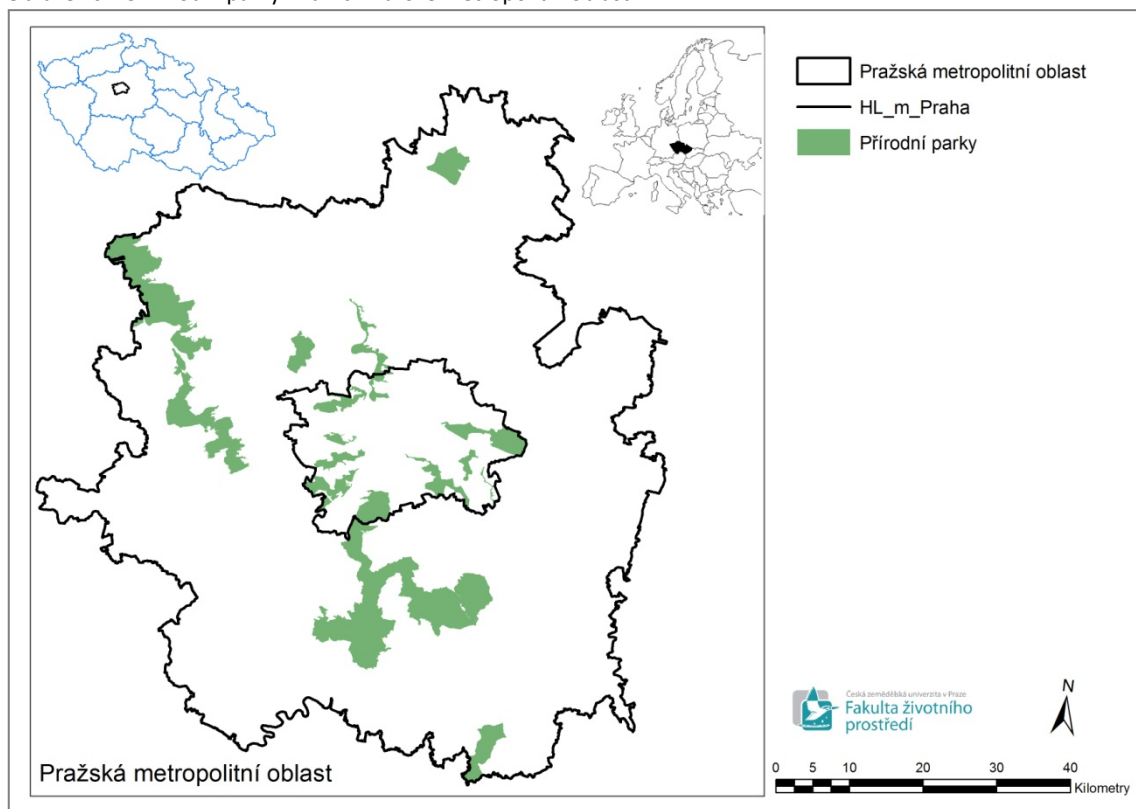 Pražská metropolitní oblast
HL_m_Praha
Přírodní parky
Česká zemědělská univerzita v Praze
Fakulta životního
prostředí
N
0 5 10 20 30 40
Kilometry
Pražská metropolitní oblast